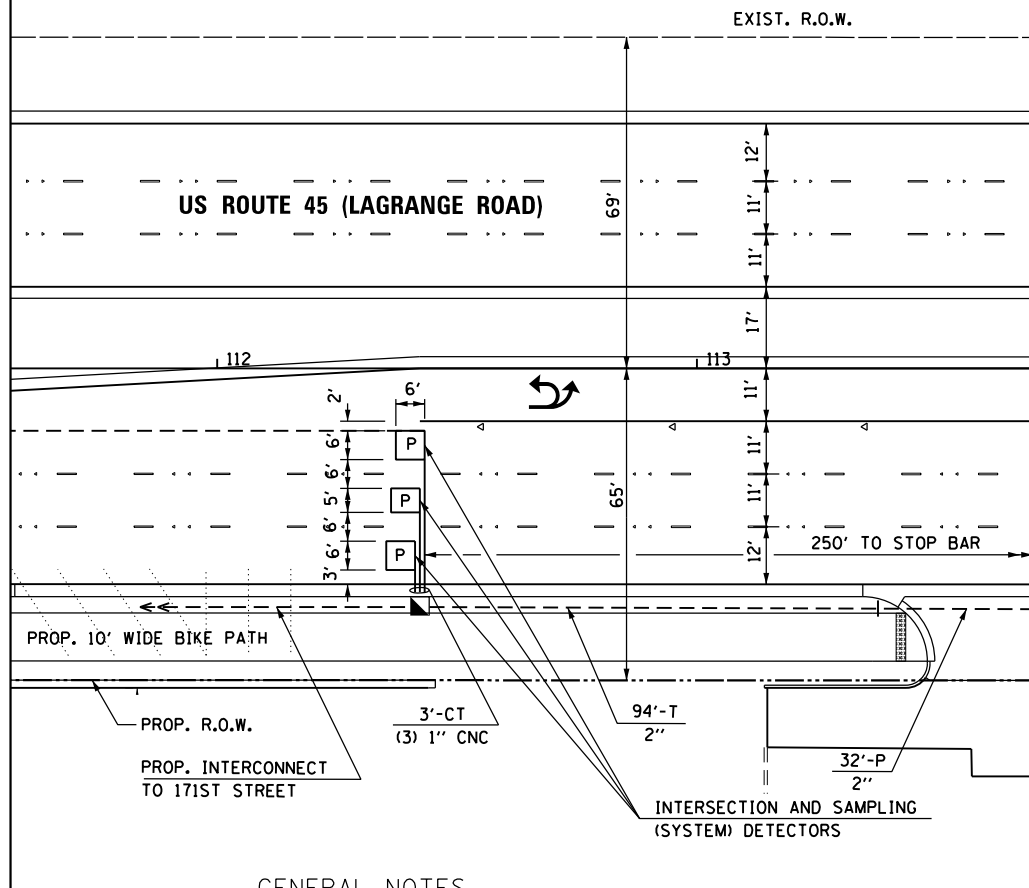 EXIST. R.O.W.
12'
US ROUTE 45 (LAGRANGE ROAD)
69'
11'
11'
17'
112
113
6'
11'
2'
6'
P
11'
6'
5'
P
65'
11'
6'
6'
P
250' TO STOP BAR
12'
3'
PROP. 10' WIDE BIKE PATH
PROP. R.O.W.
3'-CT
(3) 1'' CNC
94'-T
2''
PROP. INTERCONNECT
TO 171ST STREET
32'-P
2''
INTERSECTION AND SAMPLING
(SYSTEM) DETECTORS
GENERAL NOTES